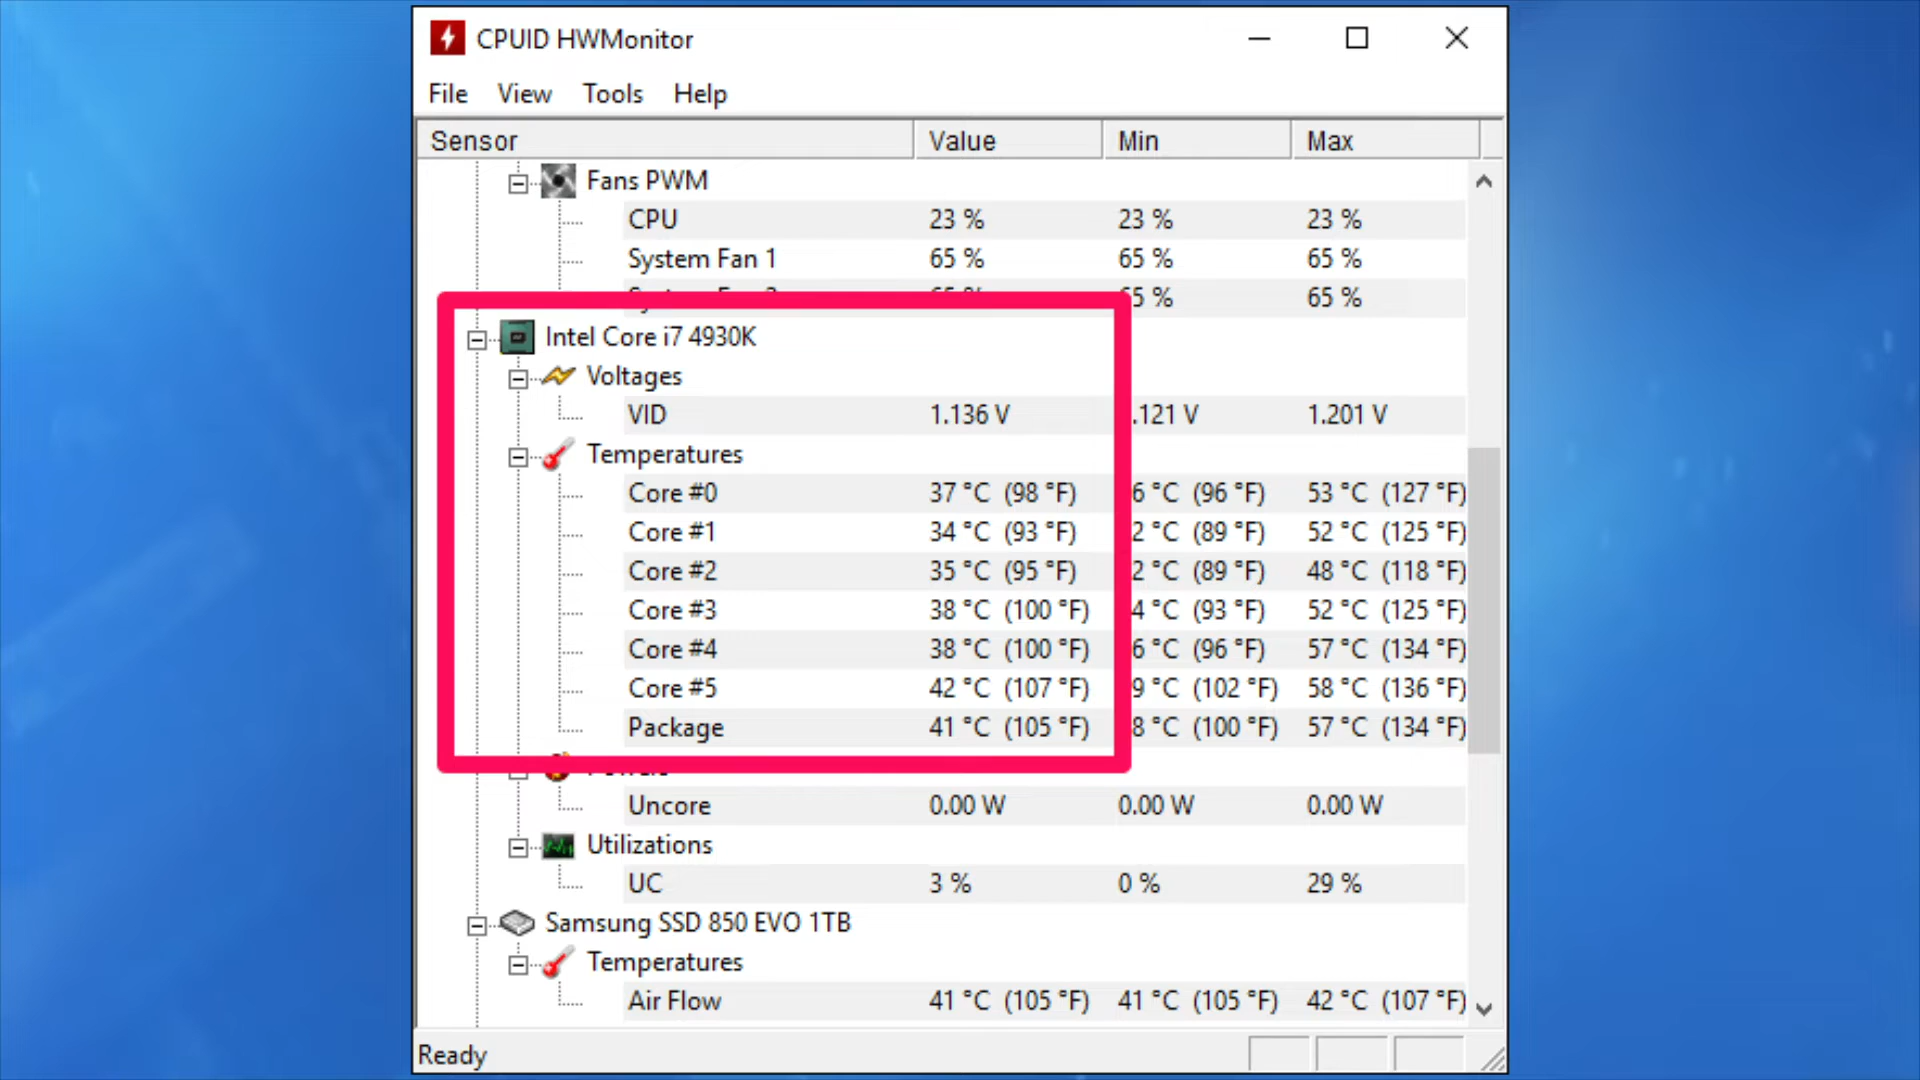 CPUID HWMonitor
File View Tools Help
Sensor Value Min Max
Fans PWM
CPU 23 % 23 % 23 %
System Fan 1 65 % 65 % 65 %
65 %
Intel Core i7 4930K
Voltages
VID 1.136 V .121 V 1.201 V
Temperatures
Core #0 37 °C (98 °F) 6 °C (96 °F) 53 °C (127 °F)
Core #1 34 °C (93 °F) 2 °C (89 °F) 52 °C (125 °F)
Core #2 35 °C (95 °F) 2 °C (89 °F) 48 °C (118 °F)
Core #3 38 °C (100 °F) 4 °C (93 °F) 52 °C (125 °F)
Core #4 38 °C (100 °F) 6 °C (96 °F) 57 °C (134 °F)
Core #5 42 °C (107 °F) 9 °C (102 °F) 58 °C (136 °F)
Package 41 °C (105 °F) 8 °C (100 °F) 57 °C (134 °F)
Uncore 0.00 W 0.00 W 0.00 W
Utilizations
UC 3 % 0 % 29 %
Samsung SSD 850 EVO 1TB
Temperatures
Air Flow 41 °C (105 °F) 41 °C (105 °F) 42 °C (107 °F)
Ready